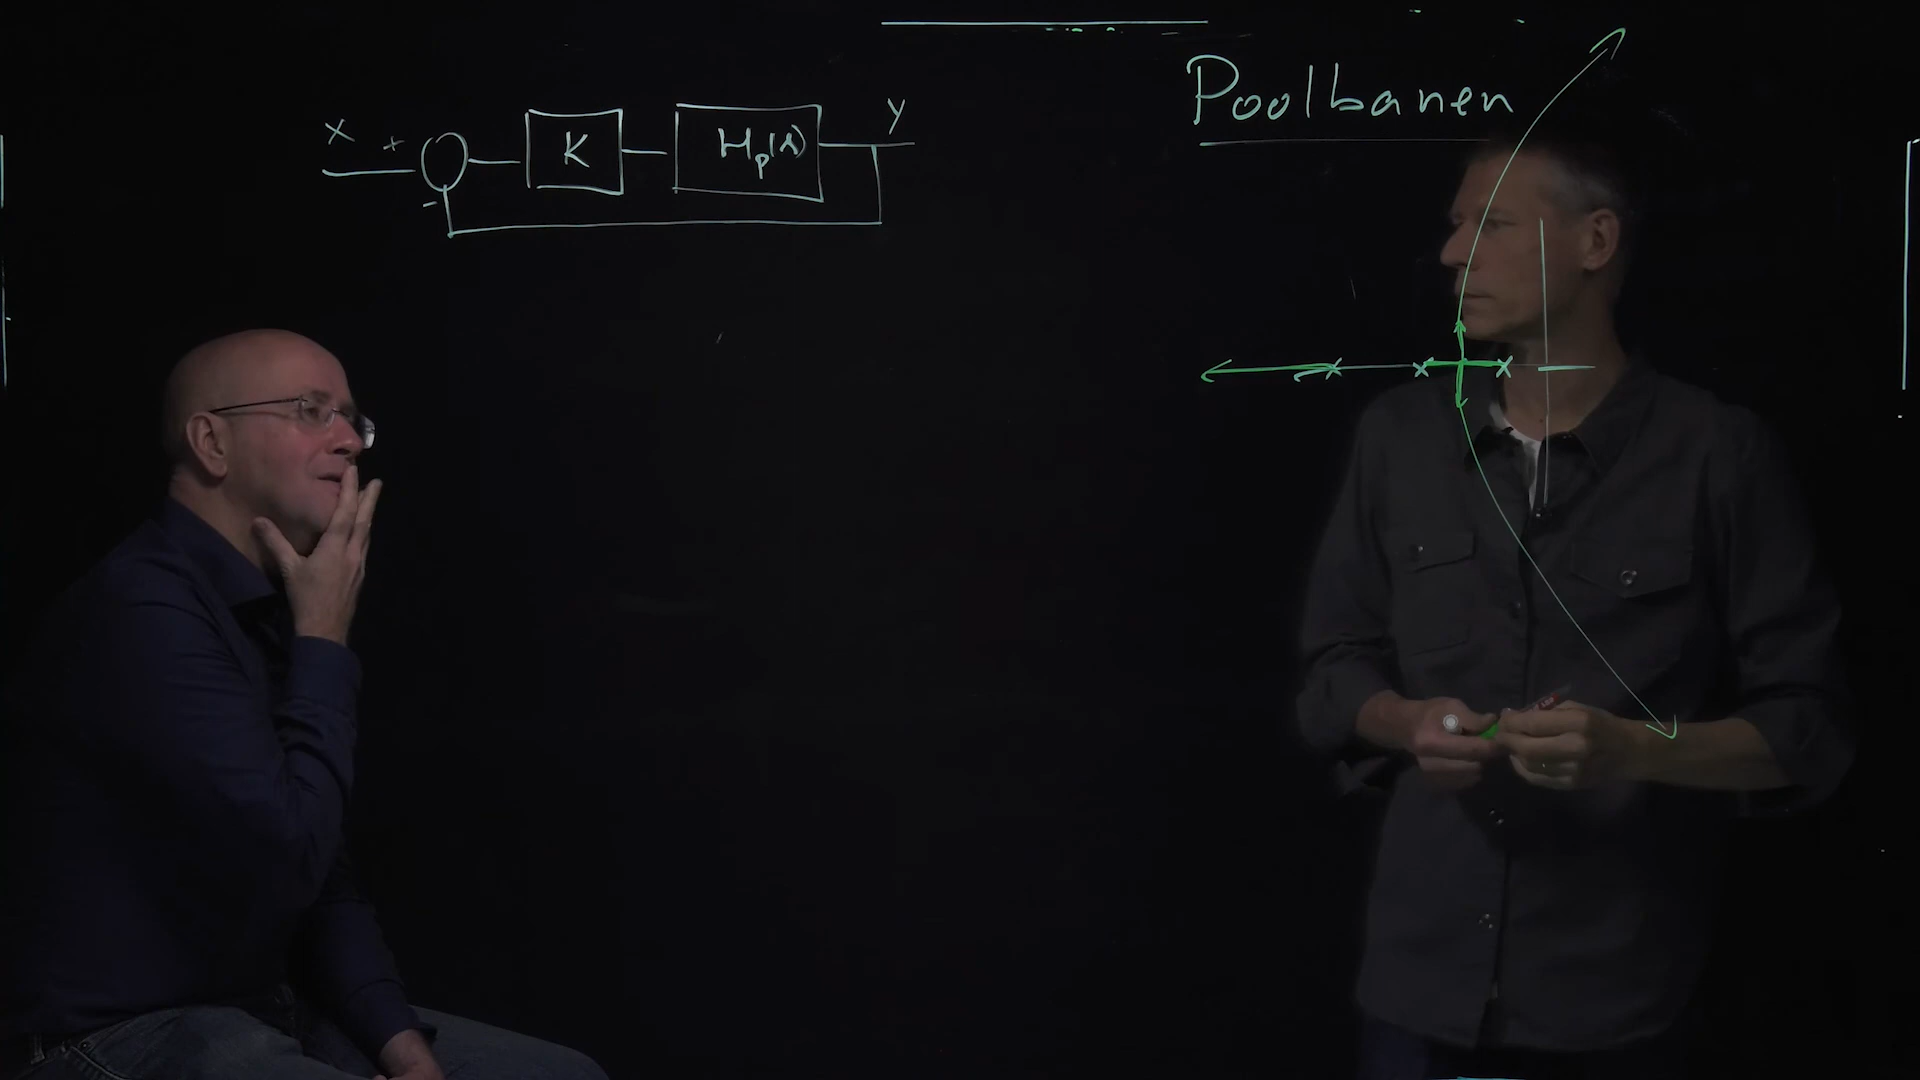 Poolbanen
x + K Hp(s) y
-